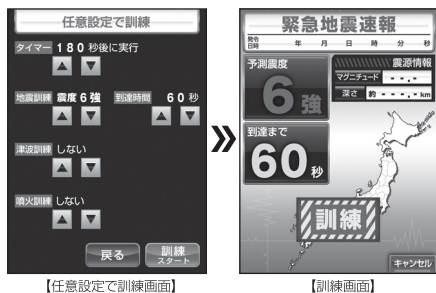 任意設定で訓練
タイマー 180 秒後に実行
▲ ▼
地震訓練 震度6強 到達時間 60 秒
▲ ▼ ▲ ▼
津波訓練 しない
▲ ▼
噴火訓練 しない
▲ ▼
戻る 訓練スタート
【任意設定で訓練画面】
»
緊急地震速報
発令日時 年 月 日 時 分 秒
予測震度
6強
震源情報
マグニチュード --.-
深さ 約 ---.-km
到達まで
60秒
訓練
キャンセル
【訓練画面】